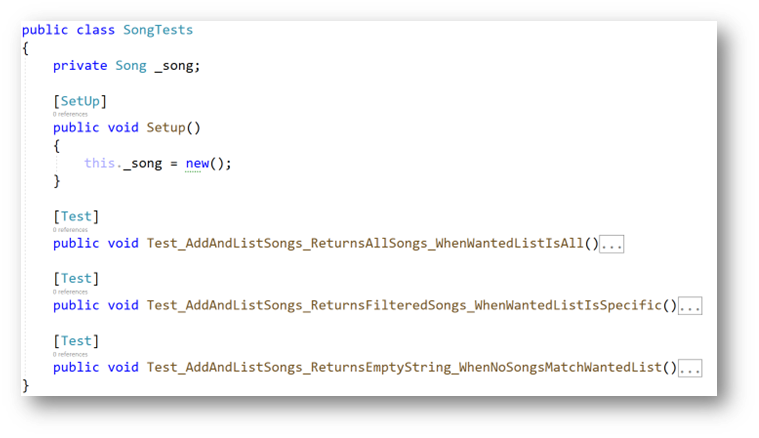 public class SongTests
{
private Song _song;
[SetUp]
0 references
public void Setup()
{
this._song = new();
}
[Test]
0 references
public void Test_AddAndListSongs_ReturnsAllSongs_WhenWantedListIsAll()...
[Test]
0 references
public void Test_AddAndListSongs_ReturnsFilteredSongs_WhenWantedListIsSpecific()...
[Test]
0 references
public void Test_AddAndListSongs_ReturnsEmptyString_WhenNoSongsMatchWantedList()...
}